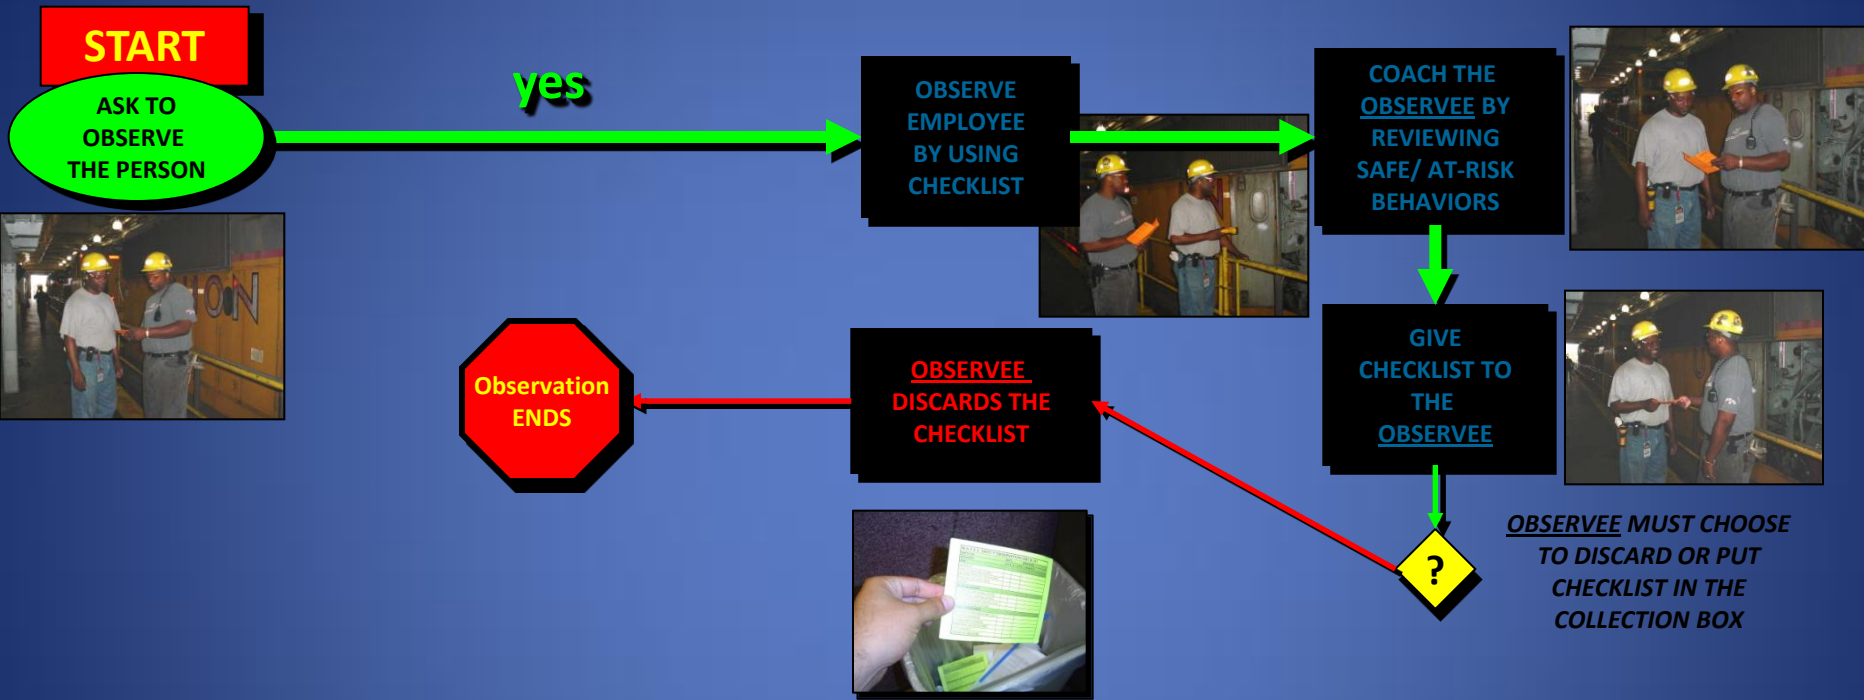 START
ASK TO
OBSERVE
THE PERSON
yes
OBSERVE
EMPLOYEE
BY USING
CHECKLIST
COACH THE
OBSERVEE BY
REVIEWING
SAFE/ AT-RISK
BEHAVIORS
GIVE
CHECKLIST TO
THE
OBSERVEE
?
OBSERVEE MUST CHOOSE
TO DISCARD OR PUT
CHECKLIST IN THE
COLLECTION BOX
OBSERVEE
DISCARDS THE
CHECKLIST
Observation
ENDS